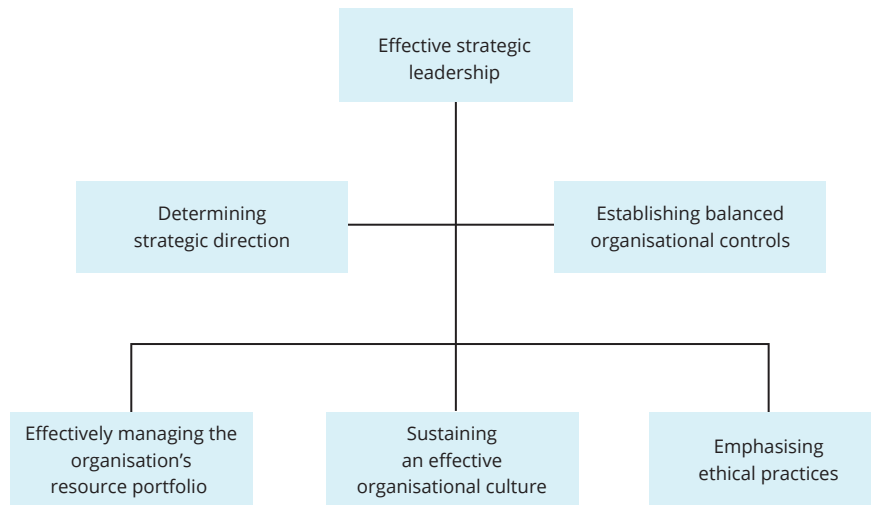 Effective strategic
leadership
Determining
strategic direction
Establishing balanced
organisational controls
Effectively managing the
organisation’s
resource portfolio
Sustaining
an effective
organisational culture
Emphasising
ethical practices